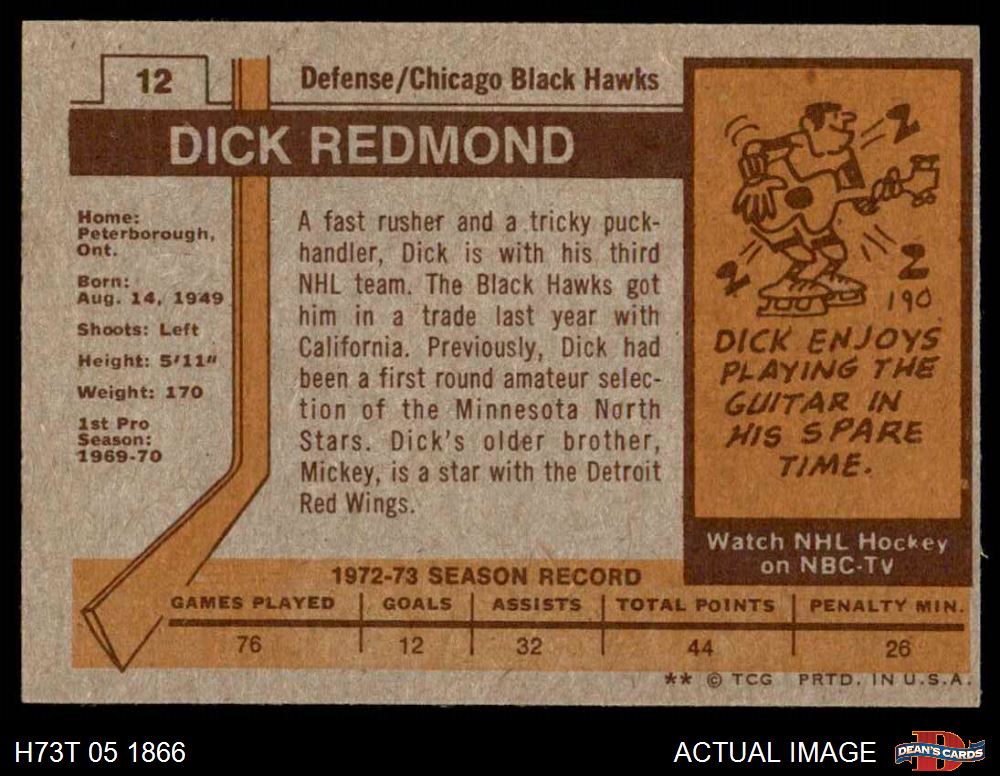 12
Defense/Chicago Black Hawks
DICK REDMOND
Home:
Peterborough,
Ont.
Born:
Aug. 14, 1949
Shoots: Left
Height: 5'11"
Weight: 170
1st Pro
Season:
1969-70
A fast rusher and a tricky puck-
handler, Dick is with his third
NHL team. The Black Hawks got
him in a trade last year with
California. Previously, Dick had
been a first round amateur selec-
tion of the Minnesota North
Stars. Dick's older brother,
Mickey, is a star with the Detroit
Red Wings.
Z
Z
Z
190
DICK ENJOYS
PLAYING THE
GUITAR IN
HIS SPARE
TIME.
Watch NHL Hockey
on NBC-TV
1972-73 SEASON RECORD
GAMES PLAYED GOALS ASSISTS TOTAL POINTS PENALTY MIN.
76 12 32 44 26
** © TCG PRTD. IN U.S.A.
H73T 05 1866
ACTUAL IMAGE
D
DEAN'S CARDS